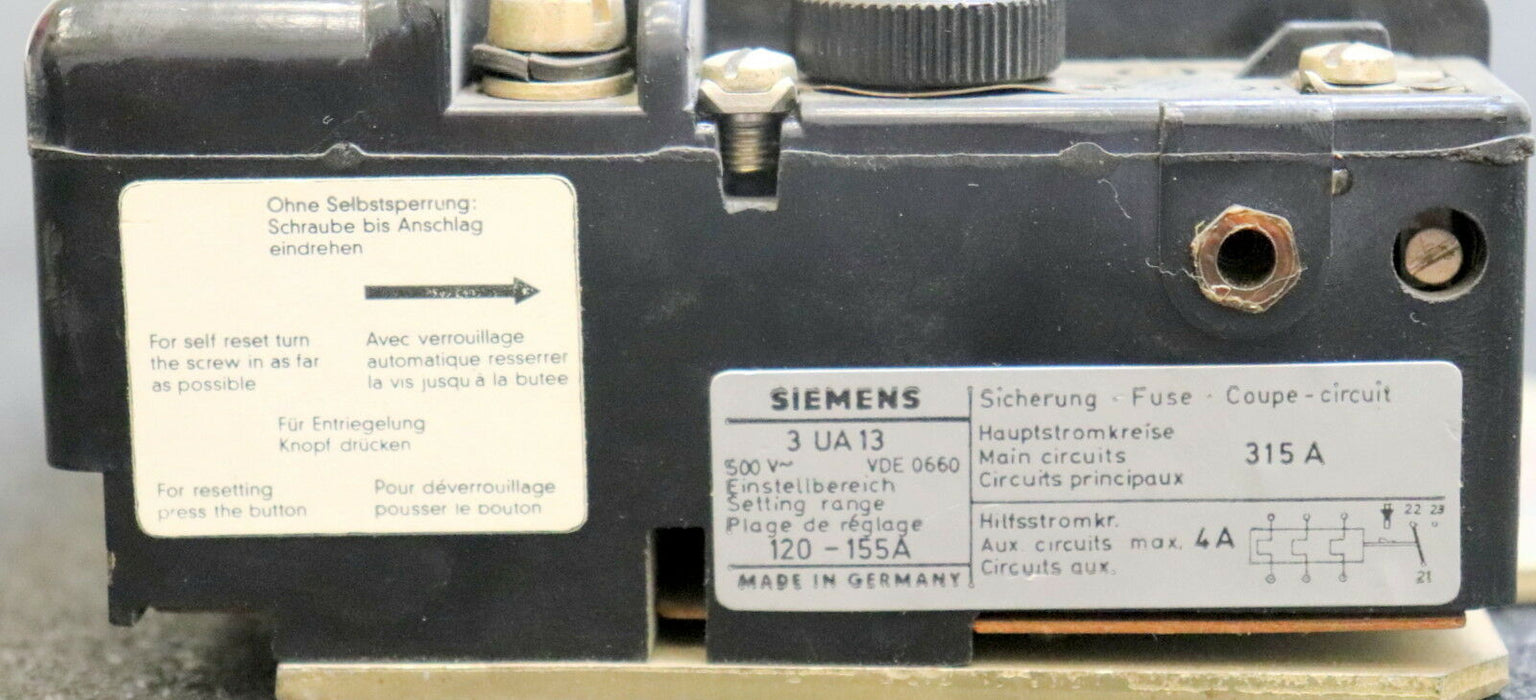 Ohne Selbstsperrung:
Schraube bis Anschlag
eindrehen
For self reset turn
the screw in as far
as possible
Avec verrouillage
automatique resserrer
la vis jusqu'à la butee
Für Entriegelung
Knopf drücken
For resetting
press the button
Pour déverrouillage
pousser le bouton
SIEMENS
3 UA 13
500 V~ VDE 0660
Einstellbereich
Setting range
Plage de réglage
120 - 155A
MADE IN GERMANY
Sicherung - Fuse - Coupe-circuit
Hauptstromkreise
Main circuits
Circuits principaux
315 A
Hilfsstromkr.
Aux. circuits max. 4A
Circuits aux.
22 23
21